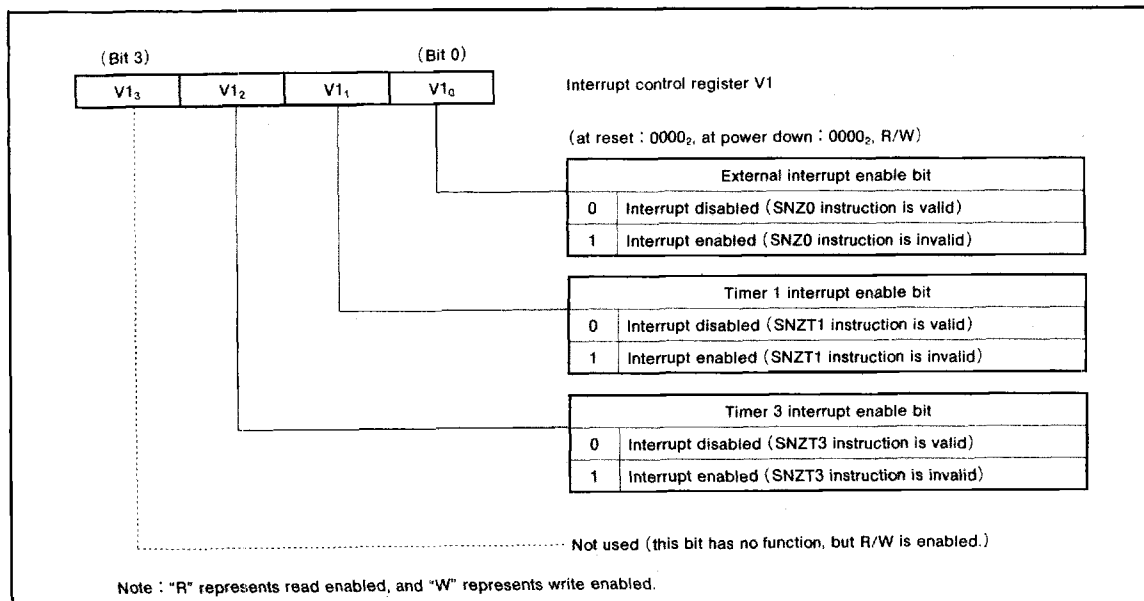 (Bit 3) (Bit 0)
V1₃ V1₂ V1₁ V1₀
Interrupt control register V1
(at reset : 0000₂, at power down : 0000₂, R/W)
External interrupt enable bit
0 Interrupt disabled (SNZ0 instruction is valid)
1 Interrupt enabled (SNZ0 instruction is invalid)
Timer 1 interrupt enable bit
0 Interrupt disabled (SNZT1 instruction is valid)
1 Interrupt enabled (SNZT1 instruction is invalid)
Timer 3 interrupt enable bit
0 Interrupt disabled (SNZT3 instruction is valid)
1 Interrupt enabled (SNZT3 instruction is invalid)
Not used (this bit has no function, but R/W is enabled.)
Note : “R” represents read enabled, and “W” represents write enabled.